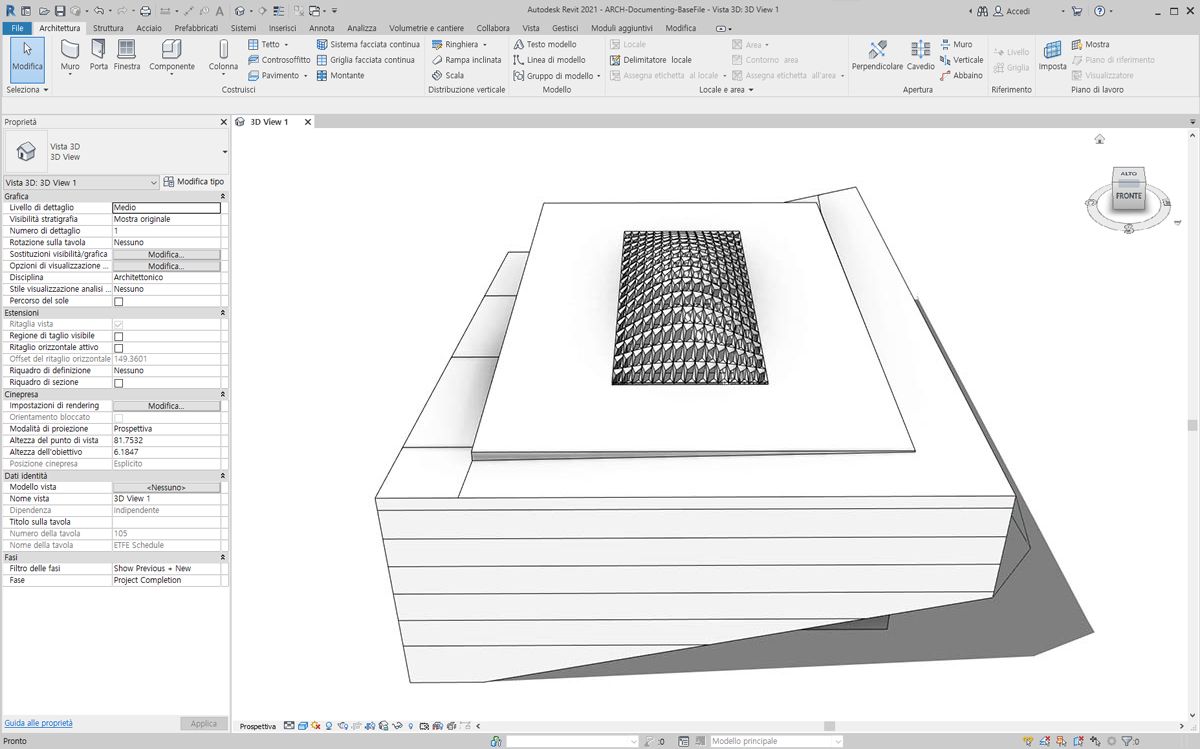 Autodesk Revit 2021 - ARCH-Documenting-BaseFile - Vista 3D: 3D View 1
Accedi
File Architettura Struttura Acciaio Prefabbricati Sistemi Inserisci Annota Analizza Volumetrie e cantiere Collabora Vista Gestisci Moduli aggiuntivi Modifica
Modifica
Muro
Porta
Finestra
Componente
Colonna
Tetto
Controsoffitto
Pavimento
Sistema facciata continua
Griglia facciata continua
Montante
Ringhiera
Rampa inclinata
Scala
Testo modello
Linea di modello
Gruppo di modello
Locale
Delimitatore locale
Assegna etichetta al locale
Area
Contorno area
Assegna etichetta all'area
Perpendicolare
Cavedio
Muro
Verticale
Abbaino
Livello
Griglia
Imposta
Mostra
Piano di riferimento
Visualizzatore
Seleziona
Costruisci
Distribuzione verticale
Modello
Locale e area
Apertura
Riferimento
Piano di lavoro
Proprietà
3D View 1
Vista 3D
3D View
Vista 3D: 3D View 1
Modifica tipo
Grafica
Livello di dettaglio Medio
Visibilità stratigrafia Mostra originale
Numero di dettaglio 1
Rotazione sulla tavola Nessuno
Sostituzioni visibilità/grafica Modifica...
Opzioni di visualizzazione ... Modifica...
Disciplina Architettonico
Stile visualizzazione analisi ... Nessuno
Percorso del sole
Estensioni
Ritaglia vista
Regione di taglio visibile
Ritaglio orizzontale attivo
Offset del ritaglio orizzontale 149.3601
Riquadro di definizione Nessuno
Riquadro di sezione
Cinepresa
Impostazioni di rendering Modifica...
Orientamento bloccato
Modalità di proiezione Prospettiva
Altezza del punto di vista 81.7532
Altezza dell'obiettivo 6.1847
Posizione cinepresa Esplicito
Dati identità
Modello vista <Nessuno>
Nome vista 3D View 1
Dipendenza Indipendente
Titolo sulla tavola
Numero della tavola 105
Nome della tavola ETFE Schedule
Fasi
Filtro delle fasi Show Previous + New
Fase Project Completion
ALTO
FRONTE
Guida alle proprietà
Applica
Prospettiva
Pronto
:0
Modello principale
:0